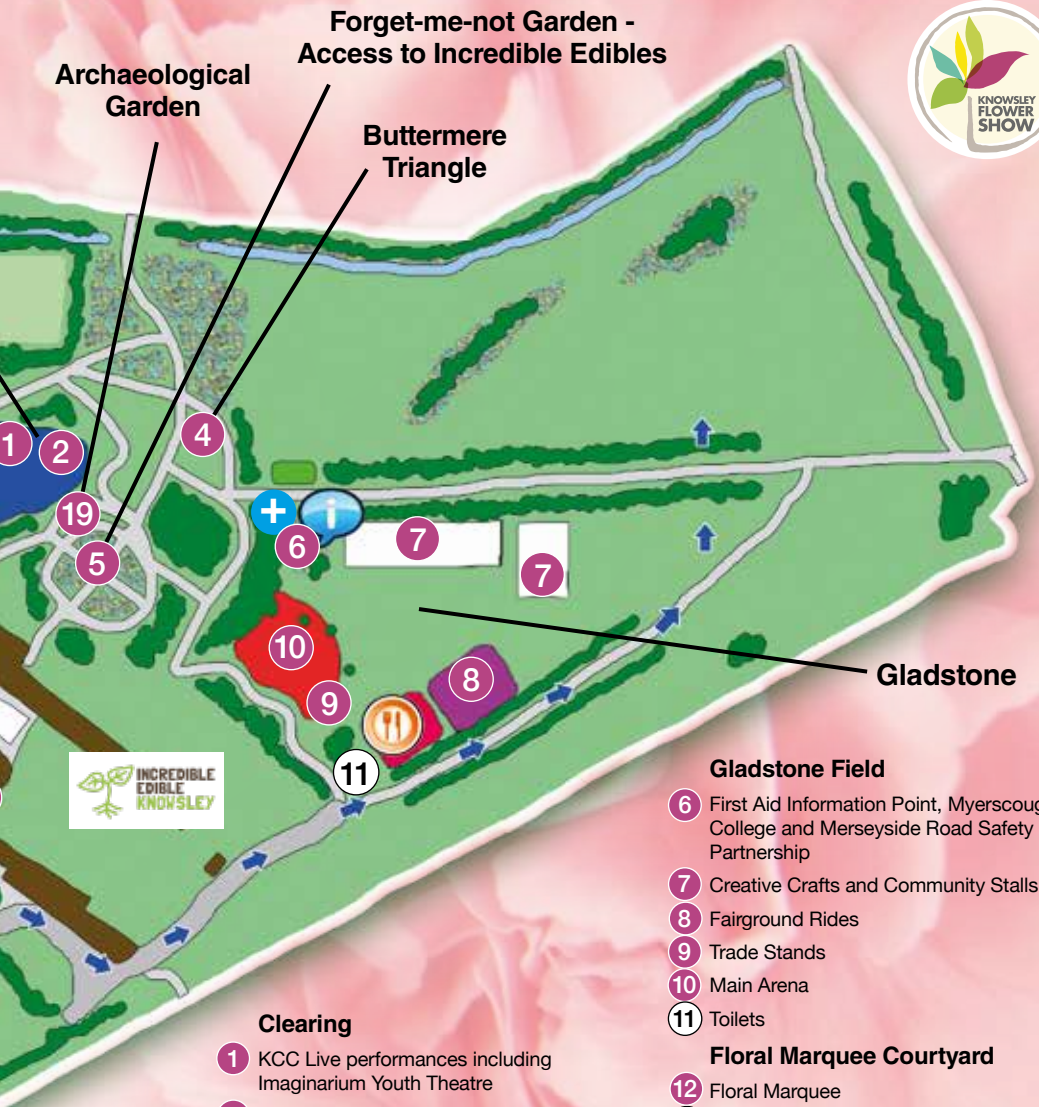 Forget-me-not Garden -
Access to Incredible Edibles
Archaeological
Garden
Buttermere
Triangle
KNOWSLEY
FLOWER
SHOW
1
2
4
19
5
6
i
7
7
10
9
8
11
Gladstone
INCREDIBLE
EDIBLE
KNOWSLEY
Gladstone Field
6 First Aid Information Point, Myerscoug
College and Merseyside Road Safety
Partnership
7 Creative Crafts and Community Stalls
8 Fairground Rides
9 Trade Stands
10 Main Arena
11 Toilets
Floral Marquee Courtyard
12 Floral Marquee
Clearing
1 KCC Live performances including
Imaginarium Youth Theatre